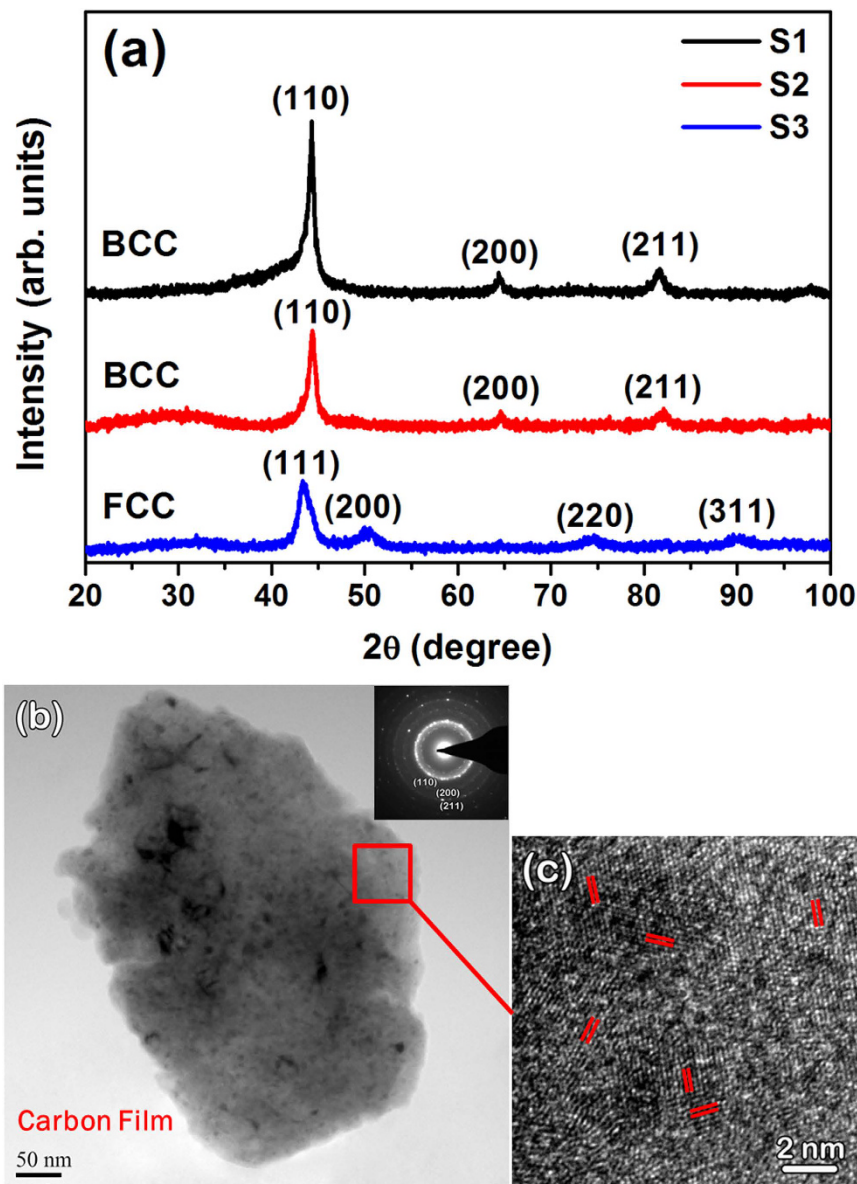 (a)
S1
S2
S3
(110)
BCC
(200)
(211)
(110)
BCC
(200)
(211)
(111)
FCC
(200)
(220)
(311)
Intensity (arb. units)
20 30 40 50 60 70 80 90 100
2θ (degree)
(b)
(110)
(200)
(211)
Carbon Film
50 nm
(c)
2 nm